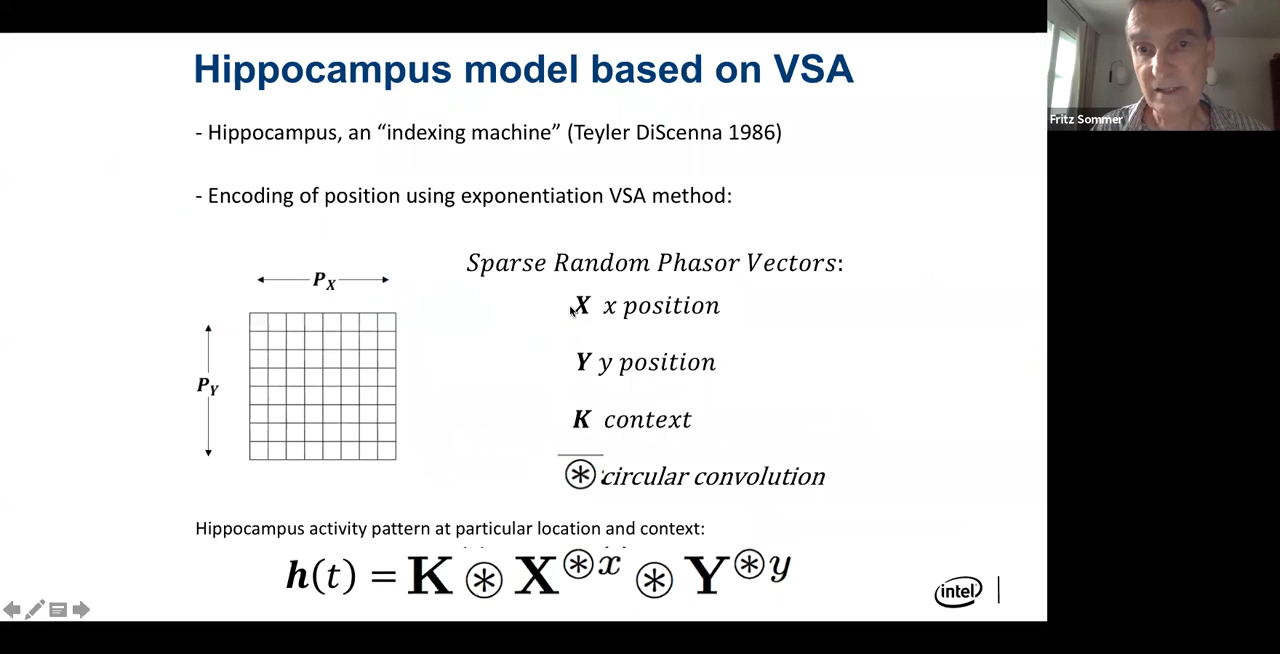 Hippocampus model based on VSA
- Hippocampus, an “indexing machine” (Teyler DiScenna 1986)
- Encoding of position using exponentiation VSA method:
Fritz Sommer
P_X
P_Y
Sparse Random Phasor Vectors:
X x position
Y y position
K context
⊛ circular convolution
Hippocampus activity pattern at particular location and context:
h(t) = K ⊛ X^{⊛x} ⊛ Y^{⊛y}
intel